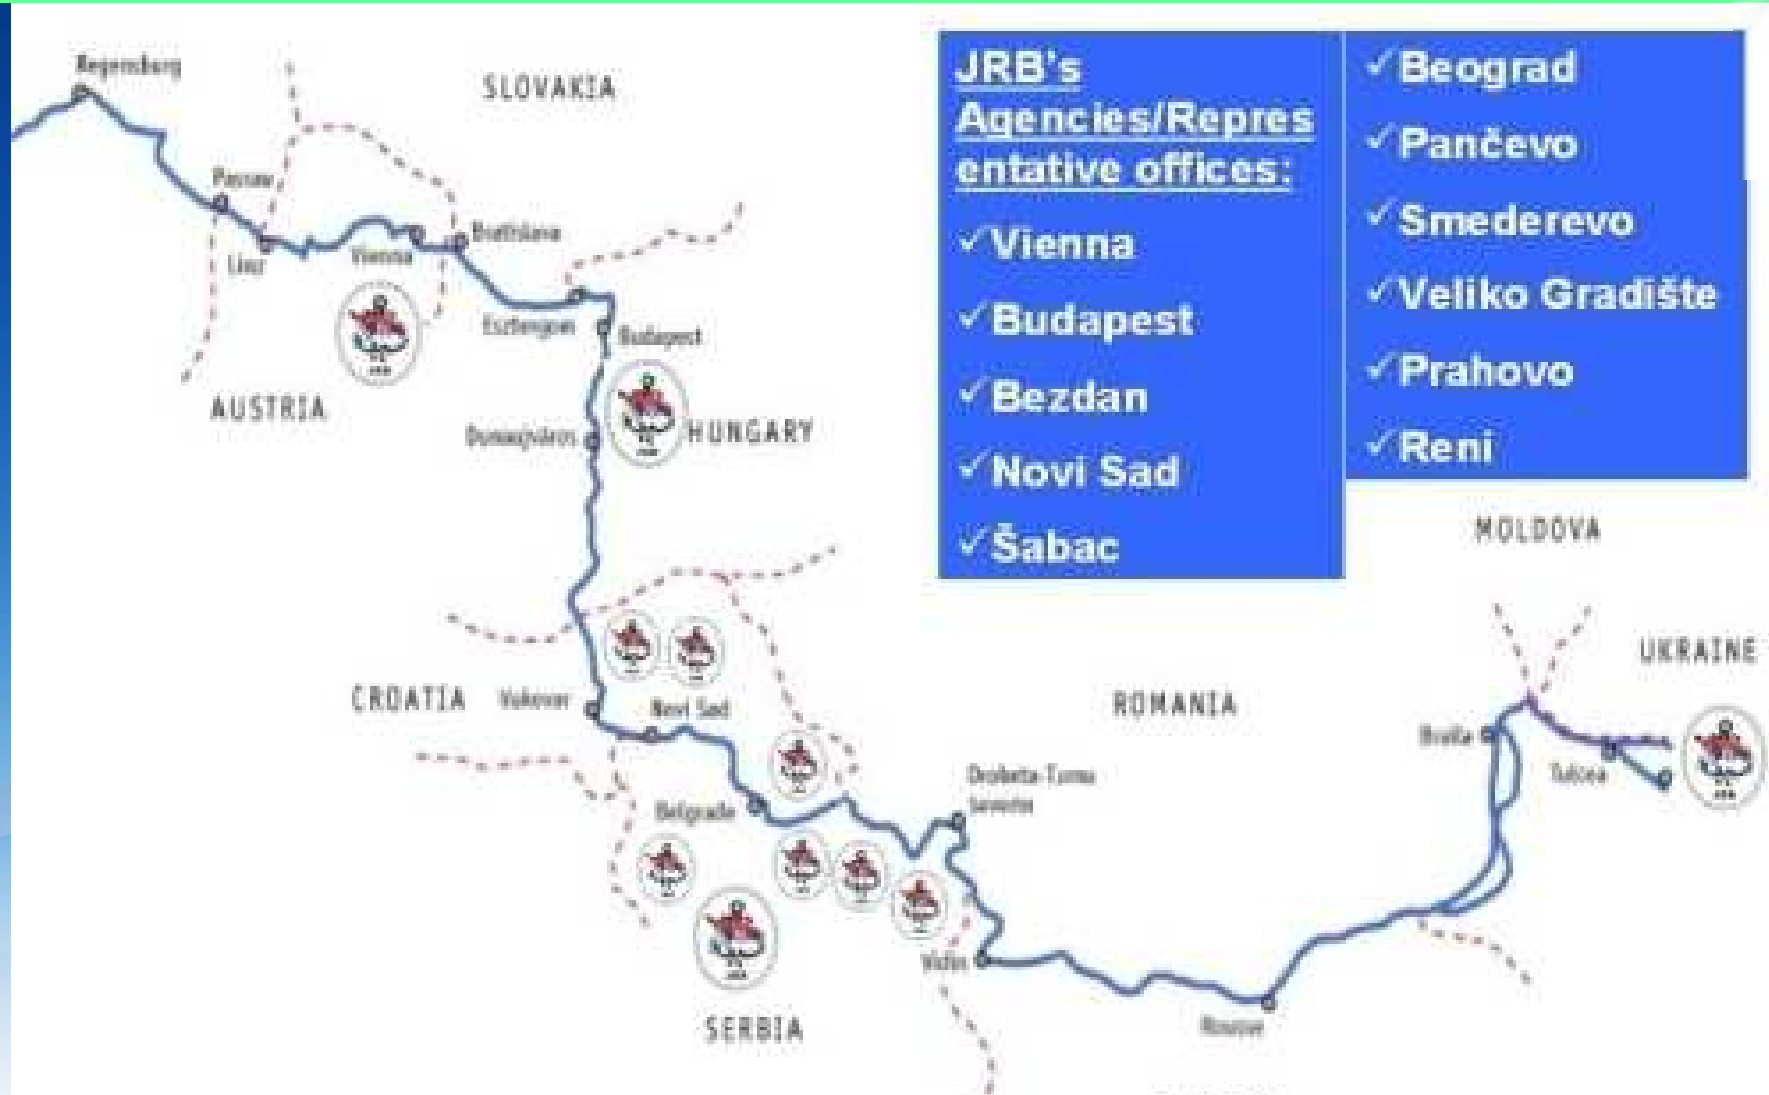 Regensburg
SLOVAKIA
Passau
Linz
Vienna
Bratislava
Esztergom
Budapest
AUSTRIA
Dunaújváros
HUNGARY
JRB's
Agencies/Repres
entative offices:
✓Vienna
✓Budapest
✓Bezdan
✓Novi Sad
✓Šabac
✓Beograd
✓Pančevo
✓Smederevo
✓Veliko Gradište
✓Prahovo
✓Reni
MOLDOVA
UKRAINE
CROATIA
Vukovar
Novi Sad
ROMANIA
Braila
Tulcea
Drobeta-Turnu
Severin
Belgrade
Vidin
Rousse
SERBIA